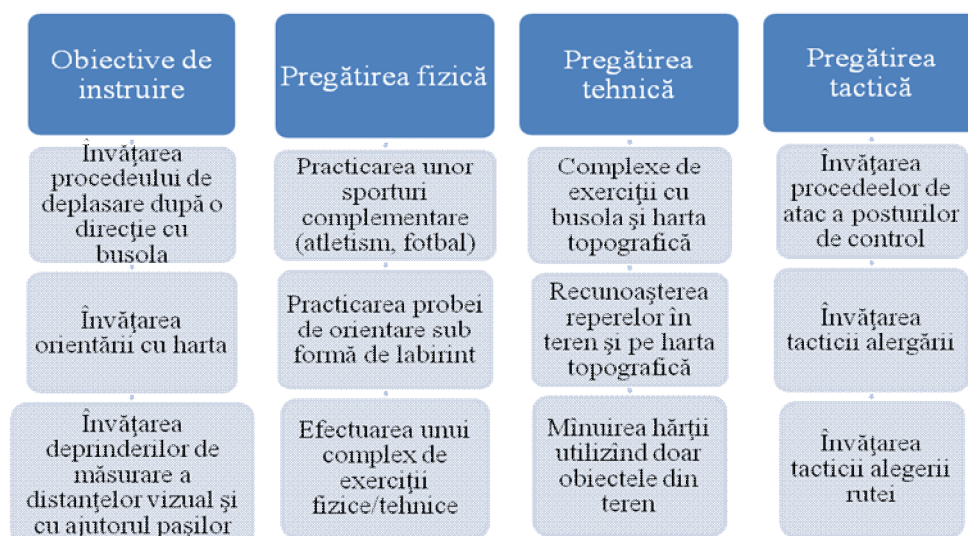 Obiective de
instruire
Învăţarea
procedeului de
deplasare după o
direcţie cu
busola
Învăţarea
orientării cu harta
Învăţarea
deprinderilor de
măsurare a
distanţelor vizual şi
cu ajutorul paşilor
Pregătirea fizică
Practicarea unor
sporturi
complementare
(atletism, fotbal)
Practicarea probei
de orientare sub
formă de labirint
Efectuarea unui
complex de
exerciţii
fizice/tehnice
Pregătirea
tehnică
Complexe de
exerciţii cu
busola şi harta
topografică
Recunoaşterea
reperelor în
teren şi pe harta
topografică
Mînuirea hărţii
utilizînd doar
obiectele din
teren
Pregătirea
tactică
Învăţarea
procedeelor de
atac a posturilor
de control
Învăţarea
tacticii alergării
Învăţarea
tacticii alegerii
rutei